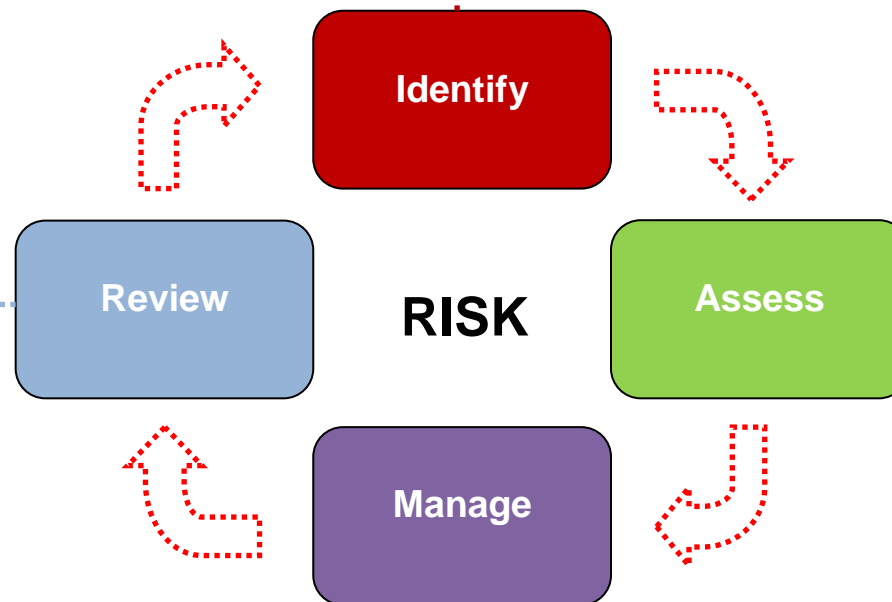 Identify
Review
RISK
Assess
Manage